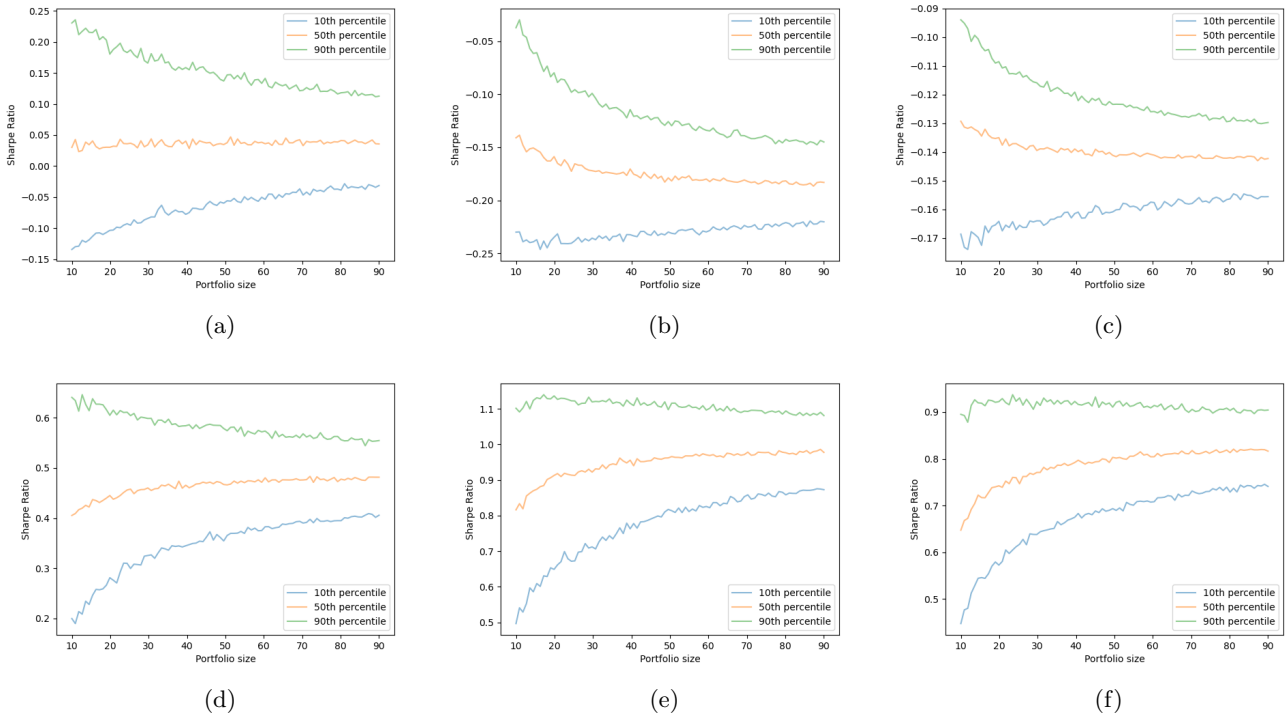 0.25
0.20
0.15
0.10
0.05
0.00
−0.05
−0.10
−0.15
Sharpe Ratio
10th percentile
50th percentile
90th percentile
10 20 30 40 50 60 70 80 90
Portfolio size
(a)
−0.05
−0.10
−0.15
−0.20
−0.25
Sharpe Ratio
10th percentile
50th percentile
90th percentile
10 20 30 40 50 60 70 80 90
Portfolio size
(b)
−0.09
−0.10
−0.11
−0.12
−0.13
−0.14
−0.15
−0.16
−0.17
Sharpe Ratio
10th percentile
50th percentile
90th percentile
10 20 30 40 50 60 70 80 90
Portfolio size
(c)
0.6
0.5
0.4
0.3
0.2
Sharpe Ratio
10th percentile
50th percentile
90th percentile
10 20 30 40 50 60 70 80 90
Portfolio size
(d)
1.1
1.0
0.9
0.8
0.7
0.6
0.5
Sharpe Ratio
10th percentile
50th percentile
90th percentile
10 20 30 40 50 60 70 80 90
Portfolio size
(e)
0.9
0.8
0.7
0.6
0.5
Sharpe Ratio
10th percentile
50th percentile
90th percentile
10 20 30 40 50 60 70 80 90
Portfolio size
(f)